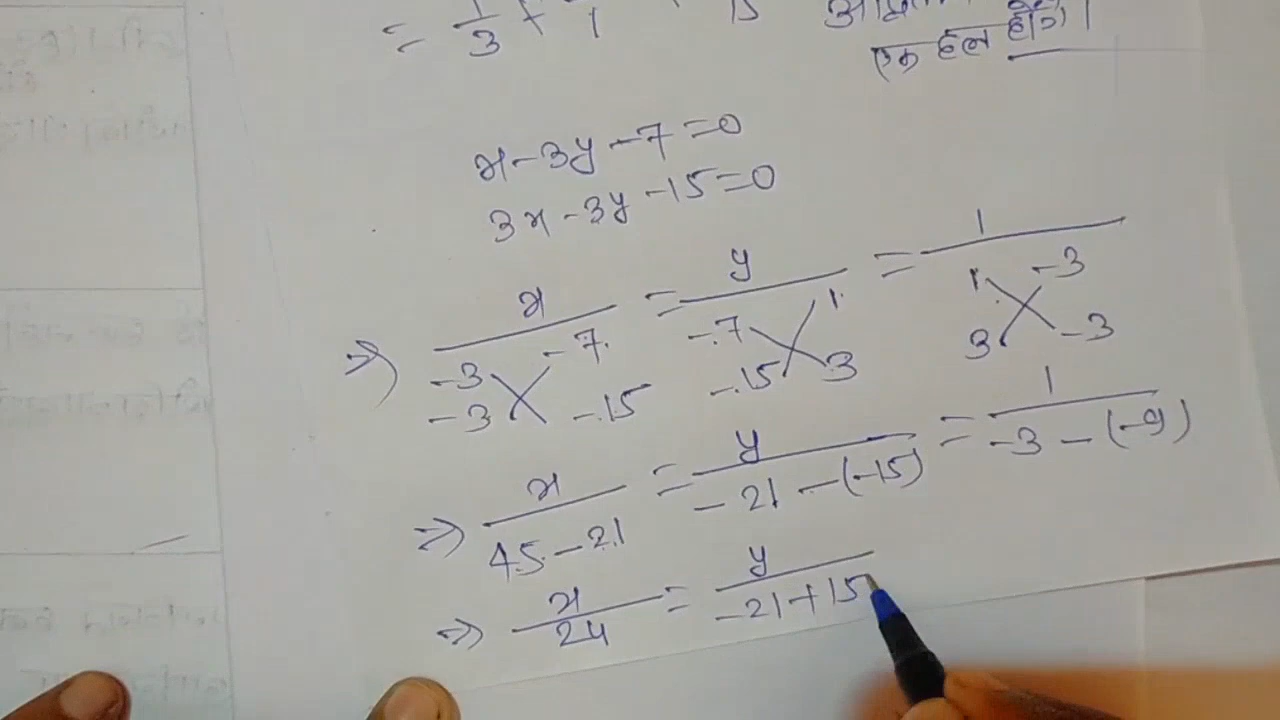 = 1/3 ≠ /1 15
एक हल होंगे।
x - 3y - 7 = 0
3x - 3y - 15 = 0
⇒ x = y = 1
-3 -7 -7 1 1 -3
-3 -15 -15 3 3 -3
⇒ x/(45 - 21) = y/(-21 - (-15)) = 1/(-3 - (-9))
⇒ x/24 = y/(-21 + 15